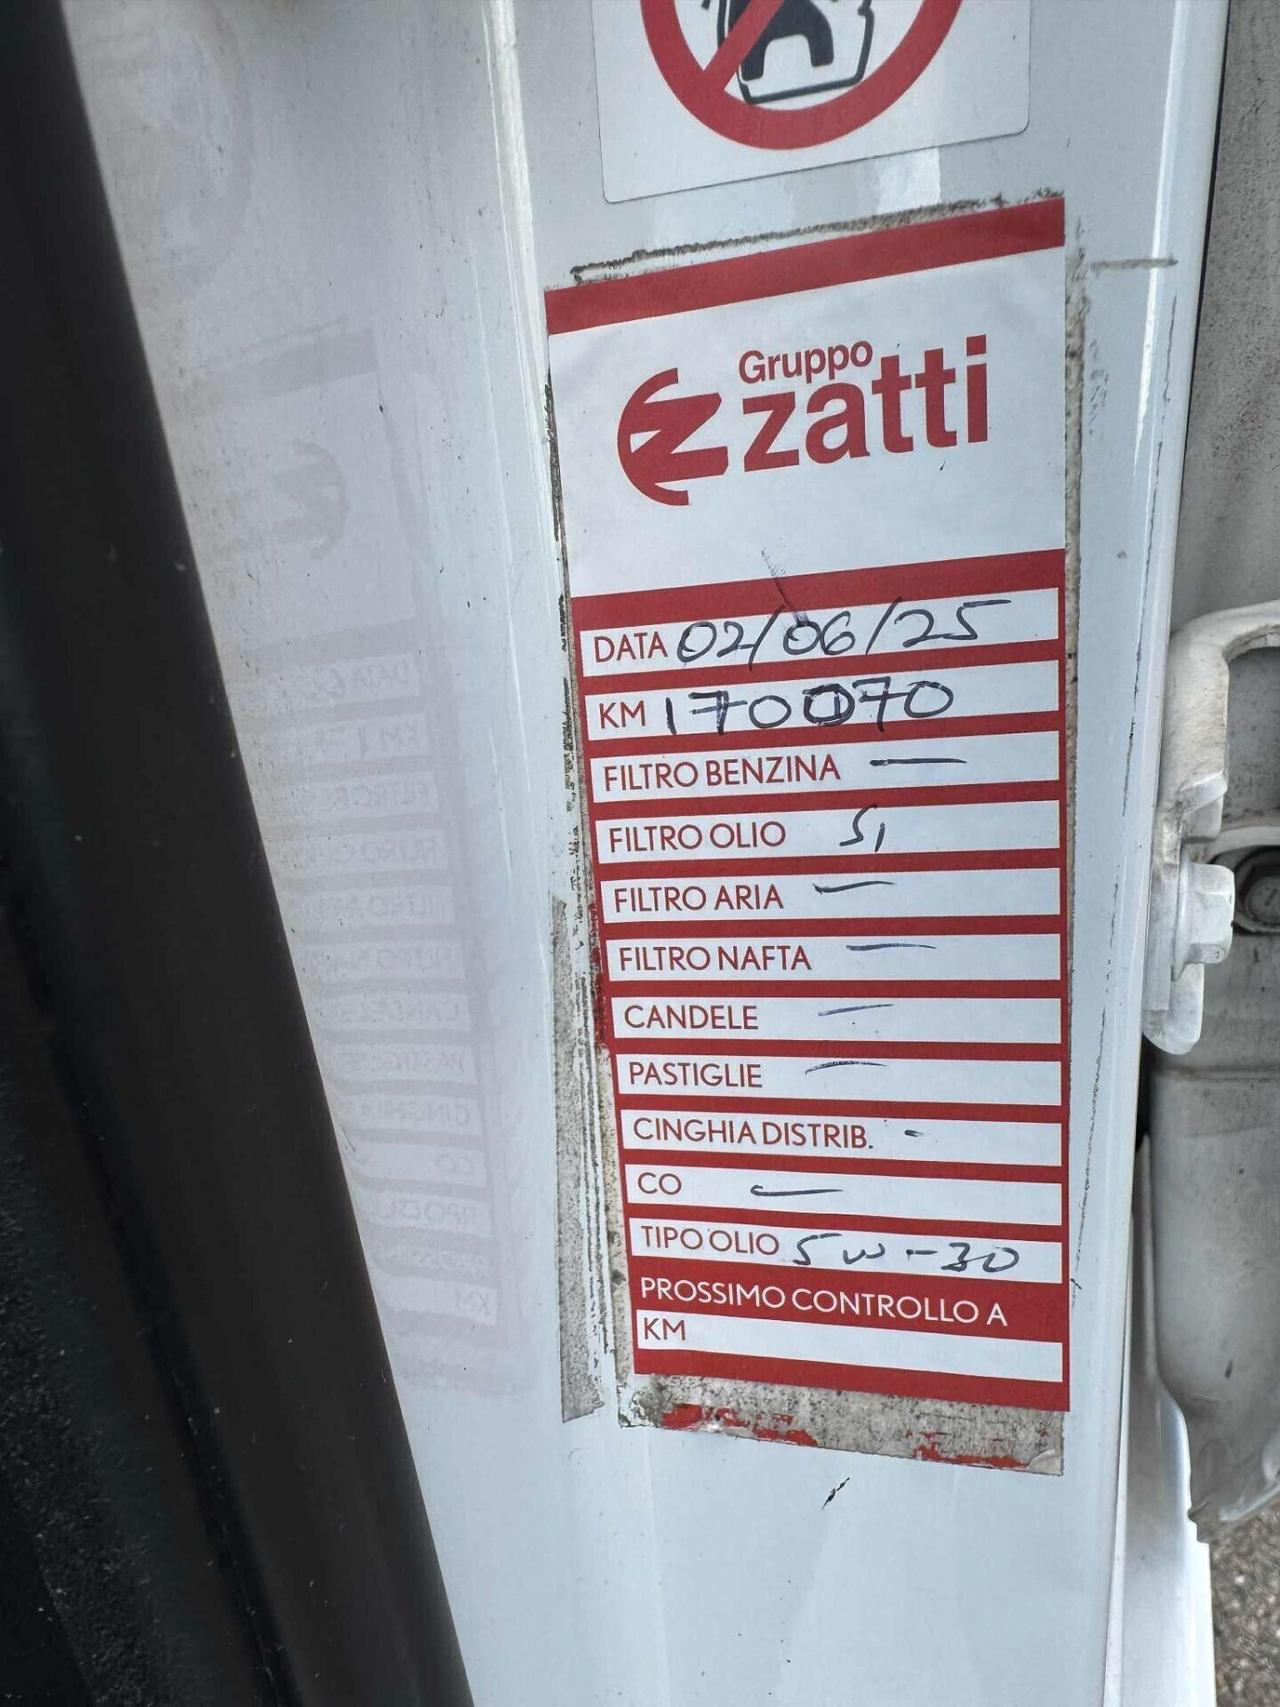 Gruppo
zatti
DATA 02/06/25
KM 170070
FILTRO BENZINA —
FILTRO OLIO SI
FILTRO ARIA —
FILTRO NAFTA —
CANDELE —
PASTIGLIE —
CINGHIA DISTRIB. -
CO —
TIPO OLIO 5w-30
PROSSIMO CONTROLLO A
KM